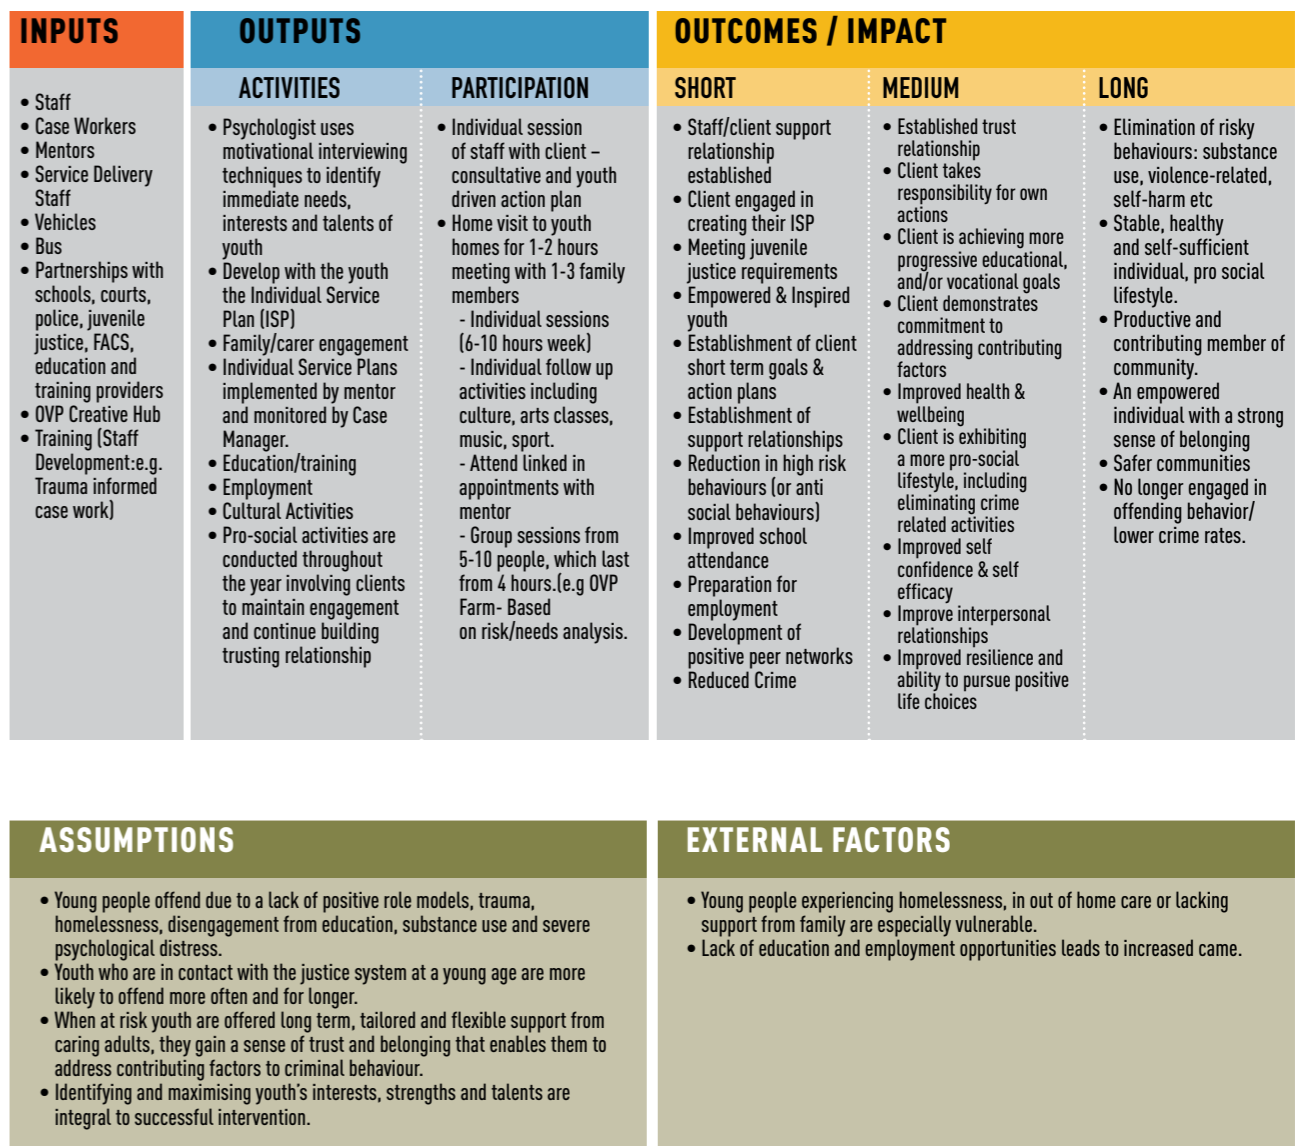 INPUTS
• Staff
• Case Workers
• Mentors
• Service Delivery
Staff
• Vehicles
• Bus
• Partnerships with
schools, courts,
police, juvenile
justice, FACS,
education and
training providers
• OVP Creative Hub
• Training (Staff
Development:e.g.
Trauma informed
case work)
OUTPUTS
ACTIVITIES
• Psychologist uses
motivational interviewing
techniques to identify
immediate needs,
interests and talents of
youth
• Develop with the youth
the Individual Service
Plan (ISP)
• Family/carer engagement
• Individual Service Plans
implemented by mentor
and monitored by Case
Manager.
• Education/training
• Employment
• Cultural Activities
• Pro-social activities are
conducted throughout
the year involving clients
to maintain engagement
and continue building
trusting relationship
PARTICIPATION
• Individual session
of staff with client –
consultative and youth
driven action plan
• Home visit to youth
homes for 1-2 hours
meeting with 1-3 family
members
- Individual sessions
(6-10 hours week)
- Individual follow up
activities including
culture, arts classes,
music, sport.
- Attend linked in
appointments with
mentor
- Group sessions from
5-10 people, which last
from 4 hours.(e.g OVP
Farm- Based
on risk/needs analysis.
OUTCOMES / IMPACT
SHORT
• Staff/client support
relationship
established
• Client engaged in
creating their ISP
• Meeting juvenile
justice requirements
• Empowered & Inspired
youth
• Establishment of client
short term goals &
action plans
• Establishment of
support relationships
• Reduction in high risk
behaviours (or anti
social behaviours)
• Improved school
attendance
• Preparation for
employment
• Development of
positive peer networks
• Reduced Crime
MEDIUM
• Established trust
relationship
• Client takes
responsibility for own
actions
• Client is achieving more
progressive educational,
and/or vocational goals
• Client demonstrates
commitment to
addressing contributing
factors
• Improved health &
wellbeing
• Client is exhibiting
a more pro-social
lifestyle, including
eliminating crime
related activities
• Improved self
confidence & self
efficacy
• Improve interpersonal
relationships
• Improved resilience and
ability to pursue positive
life choices
LONG
• Elimination of risky
behaviours: substance
use, violence-related,
self-harm etc
• Stable, healthy
and self-sufficient
individual, pro social
lifestyle.
• Productive and
contributing member of
community.
• An empowered
individual with a strong
sense of belonging
• Safer communities
• No longer engaged in
offending behavior/
lower crime rates.
ASSUMPTIONS
• Young people offend due to a lack of positive role models, trauma,
homelessness, disengagement from education, substance use and severe
psychological distress.
• Youth who are in contact with the justice system at a young age are more
likely to offend more often and for longer.
• When at risk youth are offered long term, tailored and flexible support from
caring adults, they gain a sense of trust and belonging that enables them to
address contributing factors to criminal behaviour.
• Identifying and maximising youth's interests, strengths and talents are
integral to successful intervention.
EXTERNAL FACTORS
• Young people experiencing homelessness, in out of home care or lacking
support from family are especially vulnerable.
• Lack of education and employment opportunities leads to increased came.